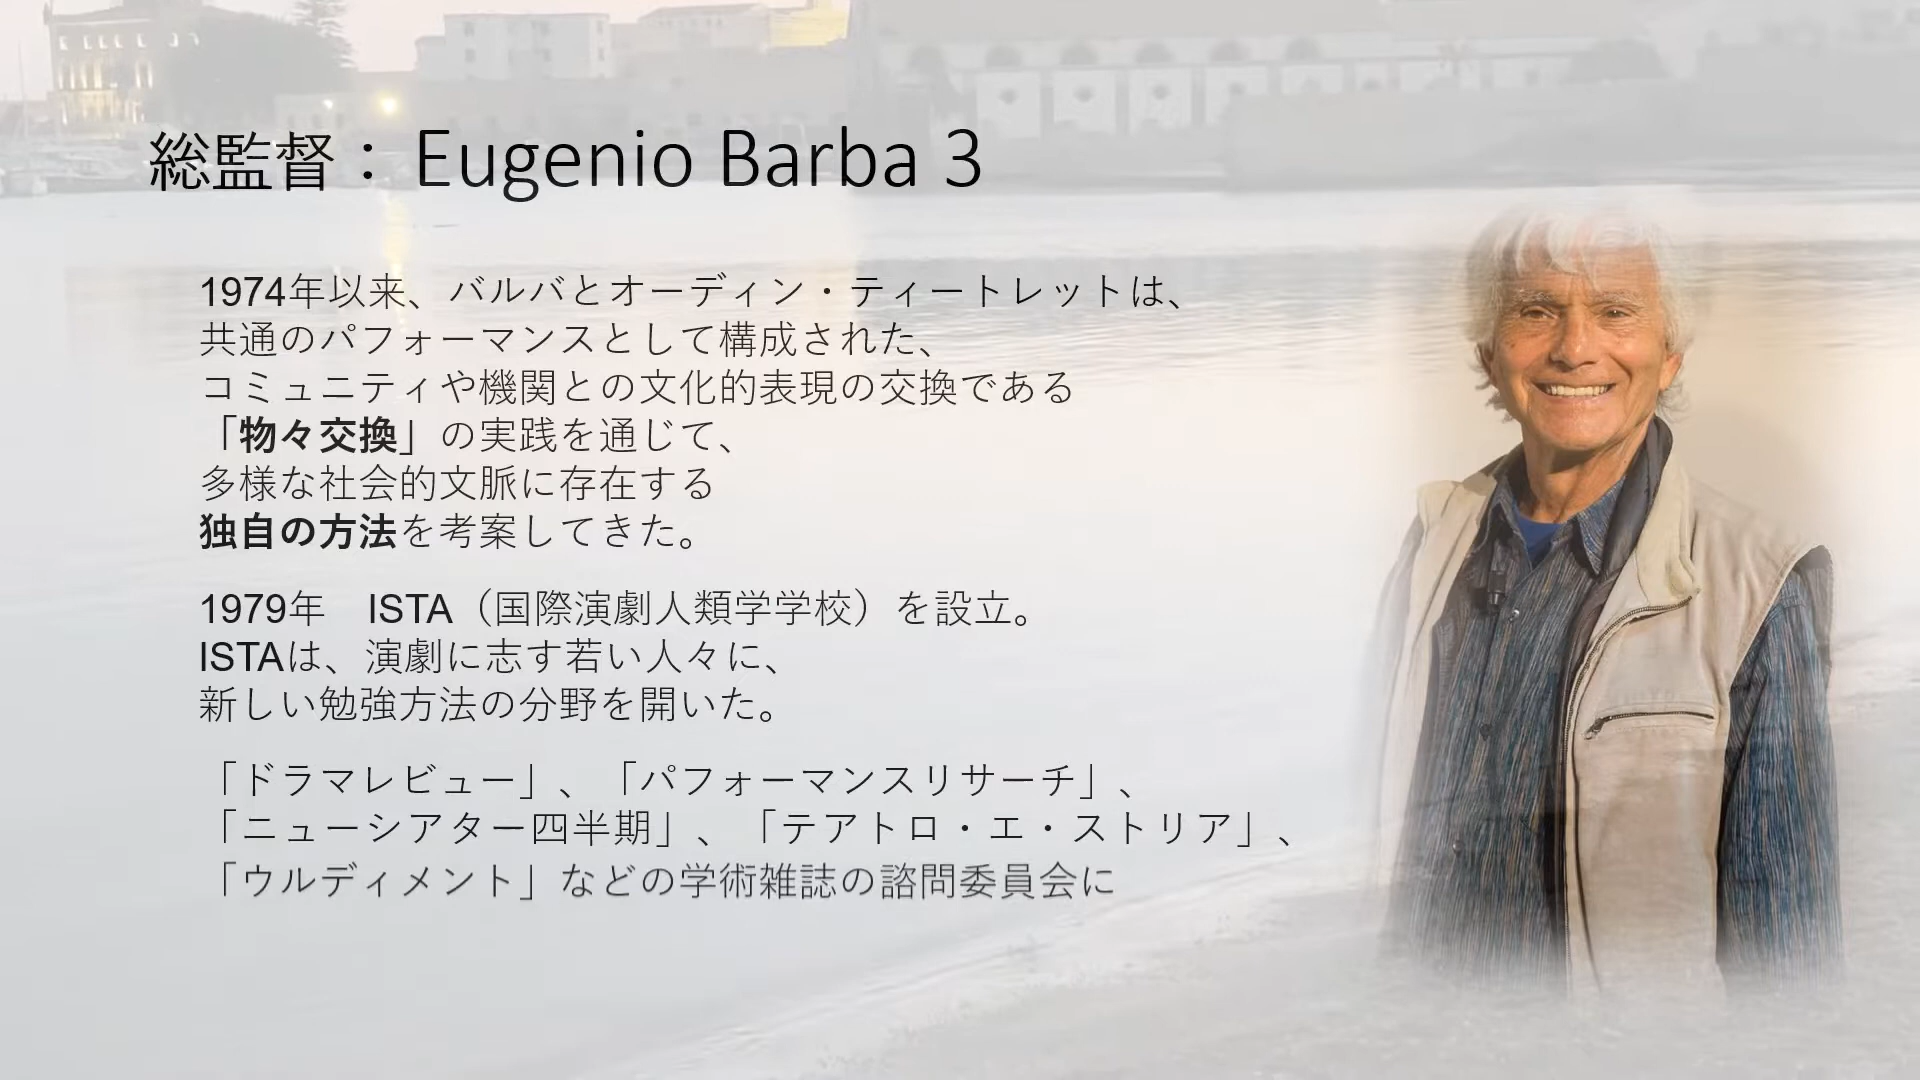 総監督： Eugenio Barba 3
1974年以来、バルバとオーディン・ティートレットは、
共通のパフォーマンスとして構成された、
コミュニティや機関との文化的表現の交換である
「物々交換」の実践を通じて、
多様な社会的文脈に存在する
独自の方法を考案してきた。
1979年　ISTA（国際演劇人類学学校）を設立。
ISTAは、演劇に志す若い人々に、
新しい勉強方法の分野を開いた。
「ドラマレビュー」、「パフォーマンスリサーチ」、
「ニューシアター四半期」、「テアトロ・エ・ストリア」、
「ウルディメント」などの学術雑誌の諮問委員会に